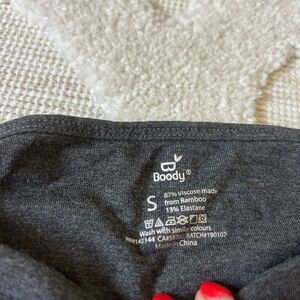 Boody®
S
87% Viscose made
from Bamboo
13% Elastane
Wash with similar colours
Made in China